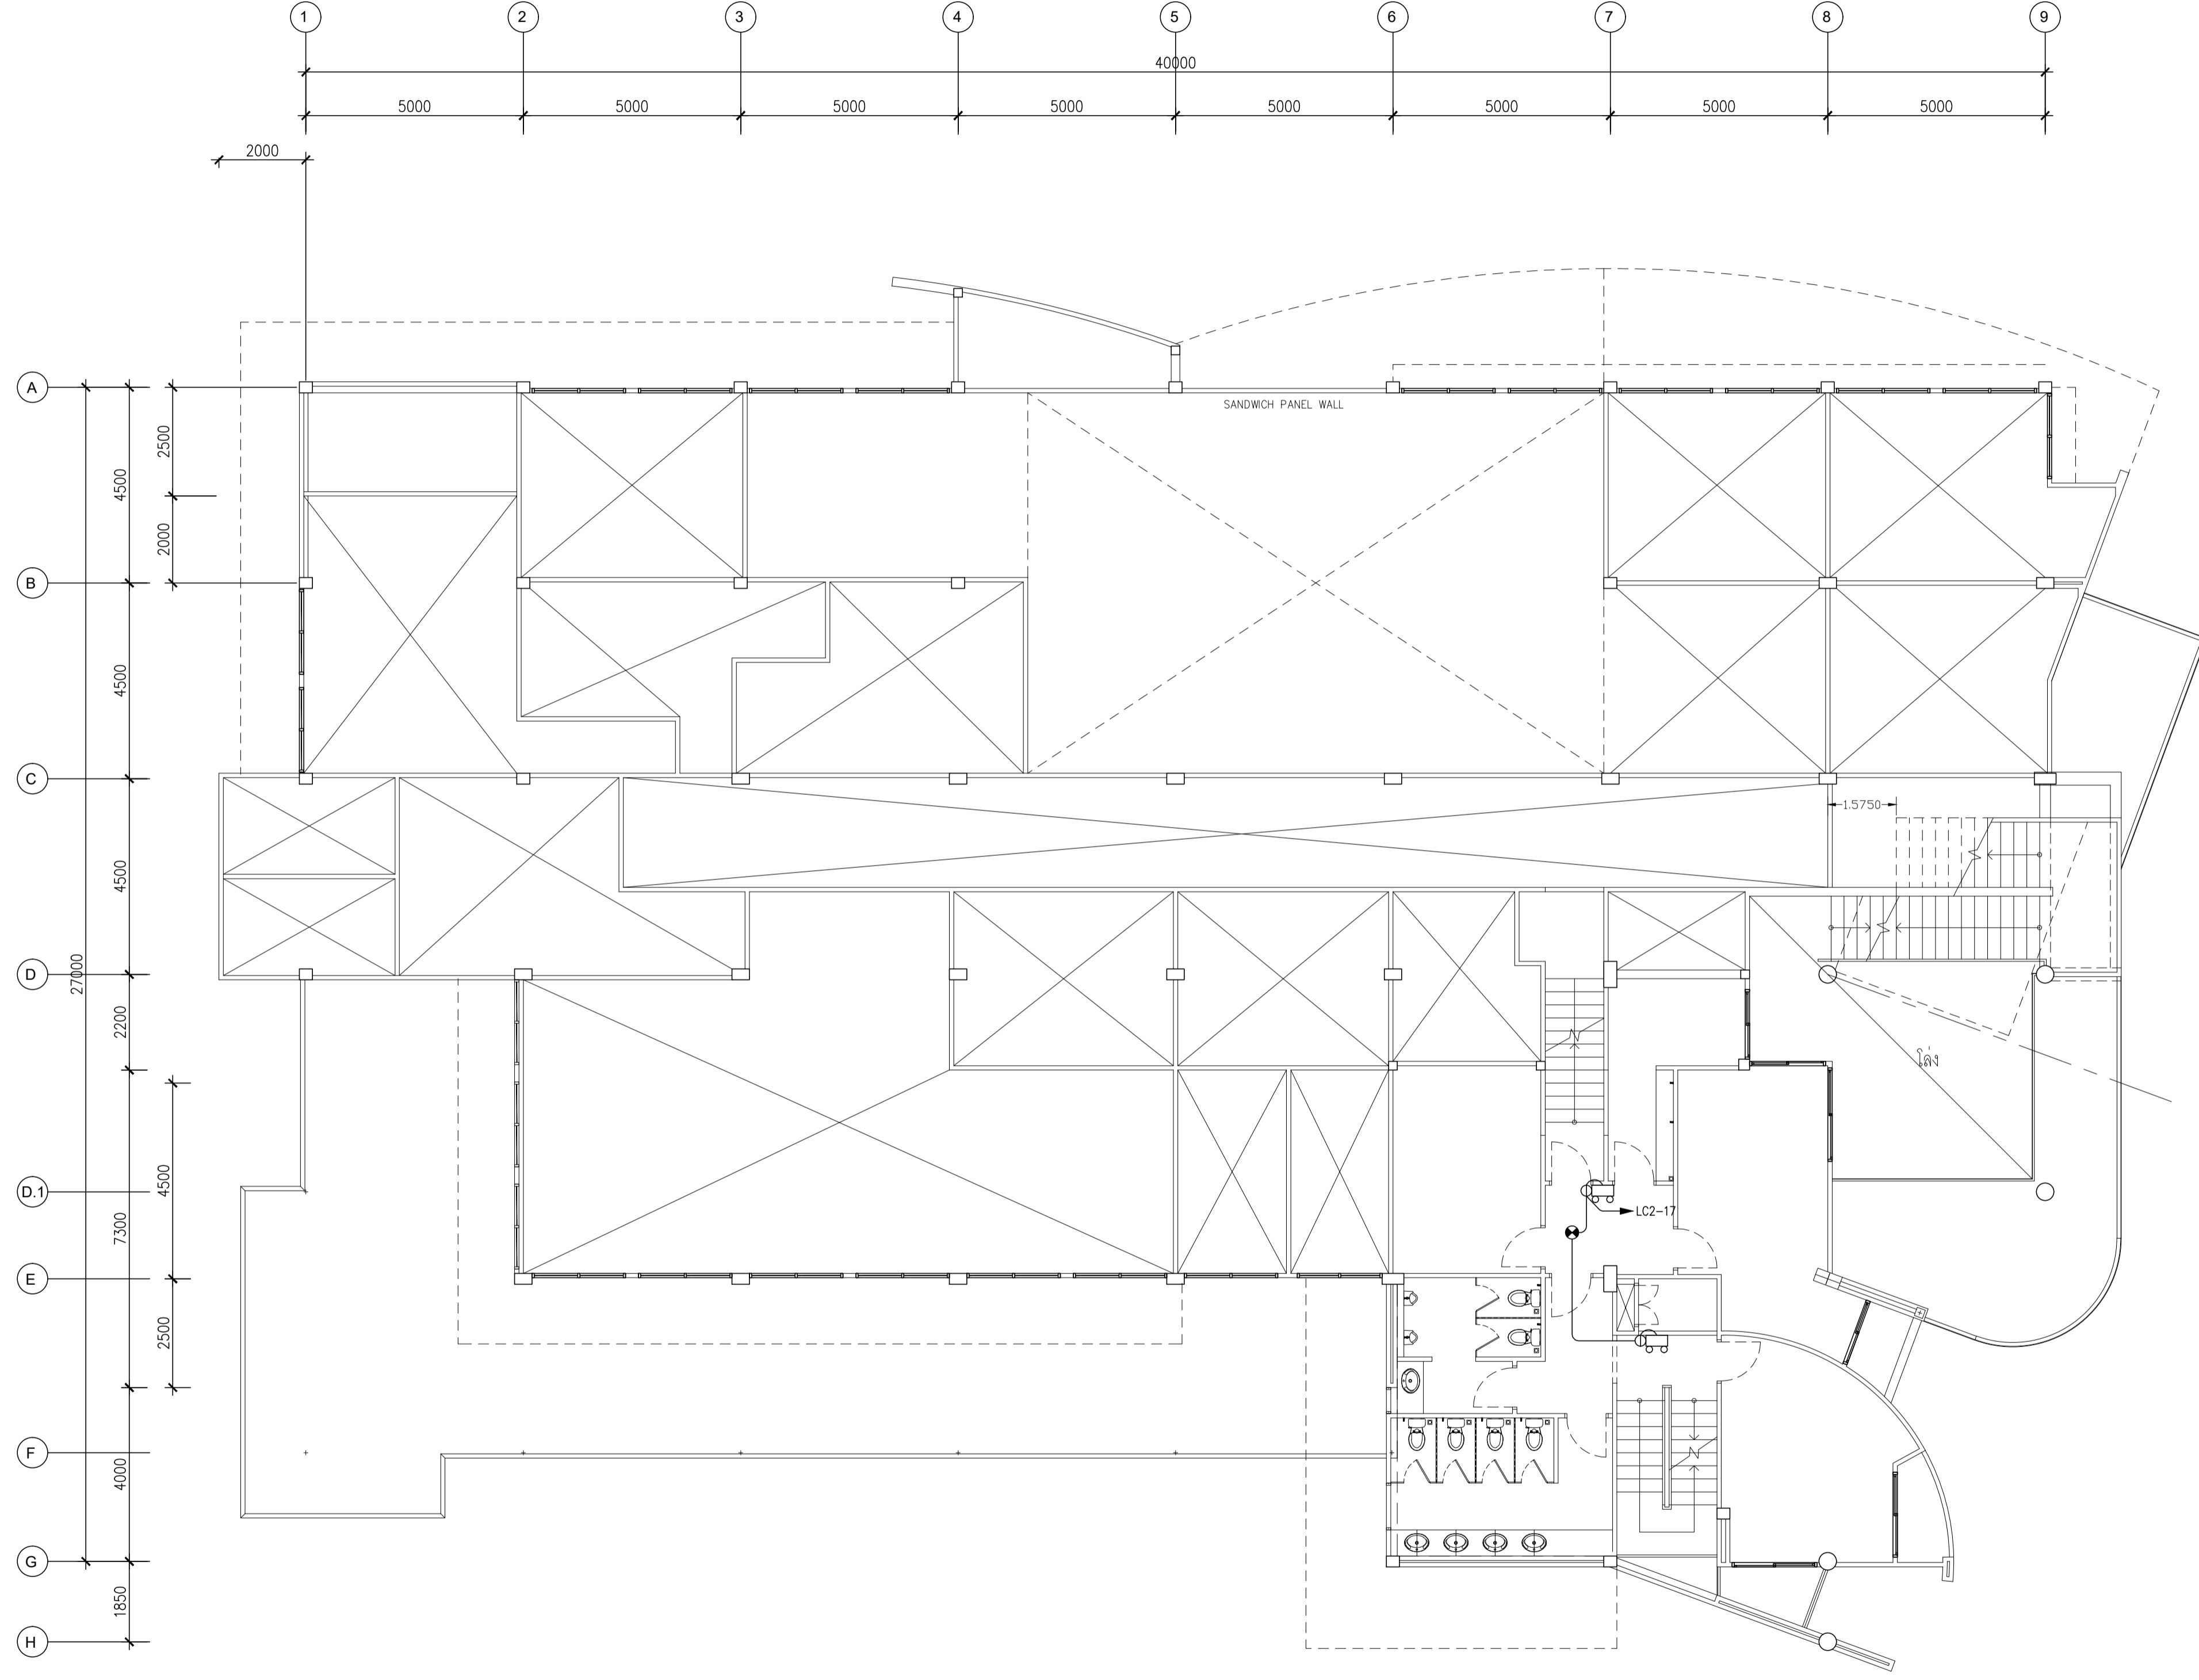 1 2 3 4 5 6 7 8 9
40000
5000 5000 5000 5000 5000 5000 5000 5000
2000
A
SANDWICH PANEL WALL
2500
4500
2000
B
4500
C
1.5750
4500
D
27000
2200
โล่ง
4500
D.1
LC2-17
7300
E
2500
F
4000
G
1850
H